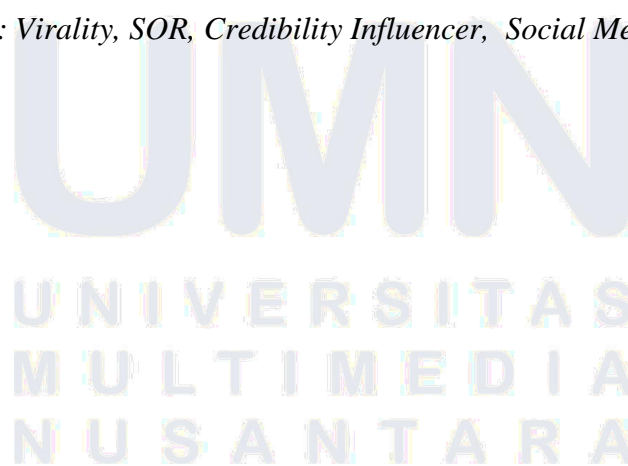 : Virality, SOR, Credibility Influencer, Social Me
UMN
UNIVERSITAS
MULTIMEDIA
NUSANTARA